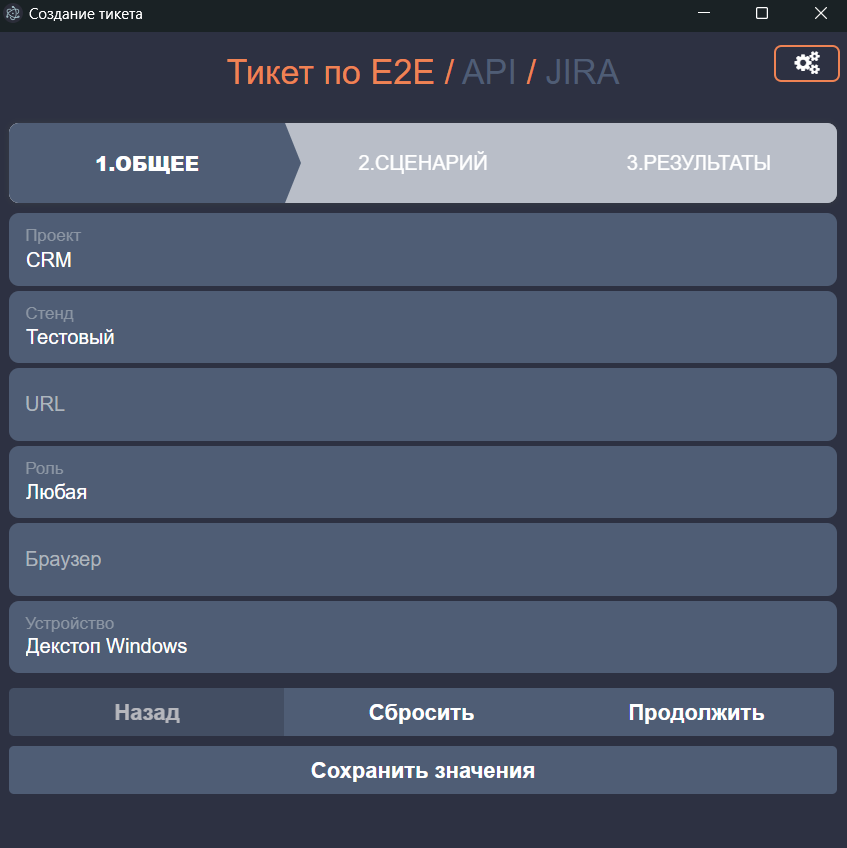 Создание тикета
Тикет по E2E / API / JIRA
1.ОБЩЕЕ 2.СЦЕНАРИЙ 3.РЕЗУЛЬТАТЫ
Проект
CRM
Стенд
Тестовый
URL
Роль
Любая
Браузер
Устройство
Декстоп Windows
Назад Сбросить Продолжить
Сохранить значения